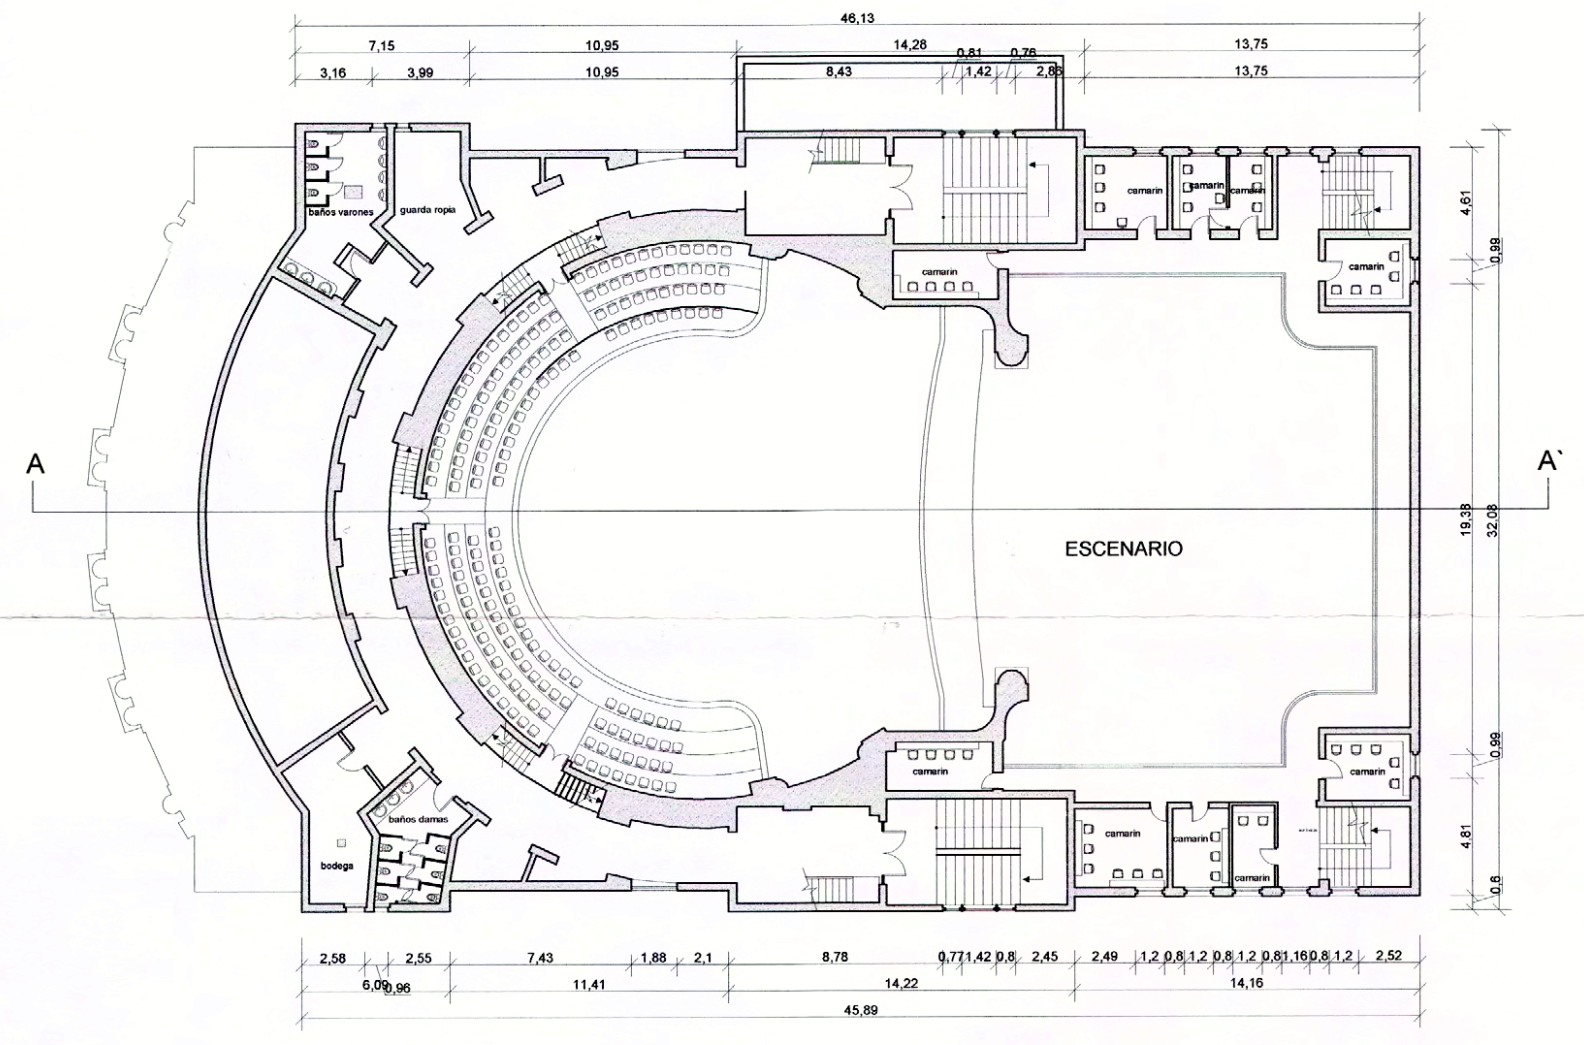 46,13
7,15 10,95 14,28 13,75
0,81 0,76
3,16 3,99 10,95 8,43 1,42 2,86 13,75
baños varones
guarda ropia
camarin
camarin
camarin
camarin
camarin
4,61
0,99
A
A`
19,38
32,08
ESCENARIO
0,99
camarin
camarin
baños damas
camarin
camarin
camarin
bodega
4,81
0,6
2,58 2,55 7,43 1,88 2,1 8,78 0,77 1,42 0,8 2,45 2,49 1,2 0,8 1,2 0,8 1,2 0,8 1,16 0,8 1,2 2,52
6,09 0,96 11,41 14,22 14,16
45,89